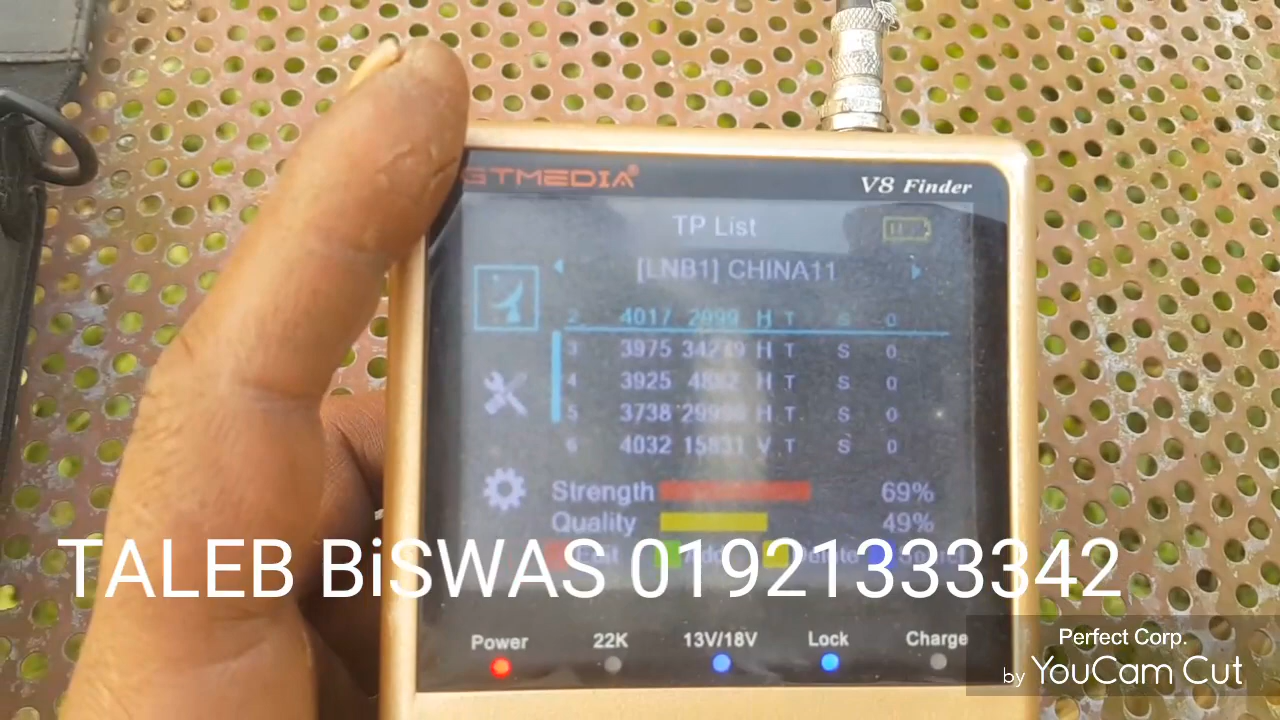 GTMEDIA®
V8 Finder
TP List
[LNB1] CHINA11
2 4017 2999 H T S 0
3 3975 H T S 0
4 3925 H T S 0
5 3738 H T S 0
6 4032 15831 V T S 0
Strength 69%
Quality 49%
TALEB BiSWAS 01921333342
Power 22K 13V/18V Lock Charge
Perfect Corp.
by YouCam Cut